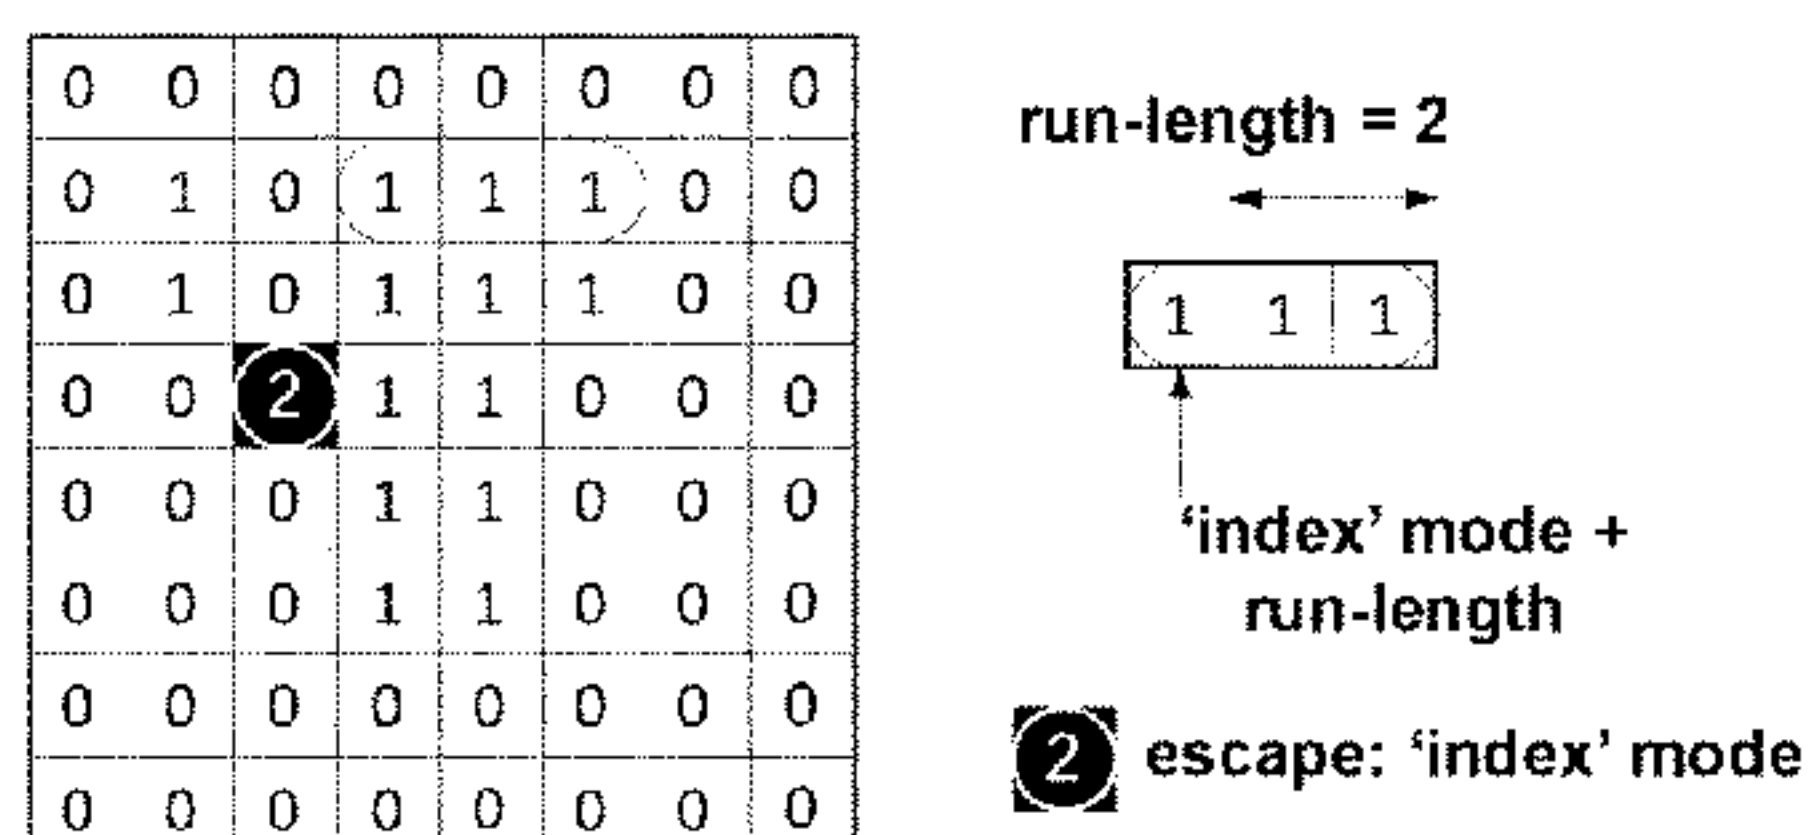 0 0 0 0 0 0 0 0
0 1 0 1 1 1 0 0
0 1 0 1 1 1 0 0
0 0 2 1 1 0 0 0
0 0 0 1 1 0 0 0
0 0 0 1 1 0 0 0
0 0 0 0 0 0 0 0
0 0 0 0 0 0 0 0
run-length = 2
1 1 1
‘index’ mode +
run-length
2 escape: ‘index’ mode